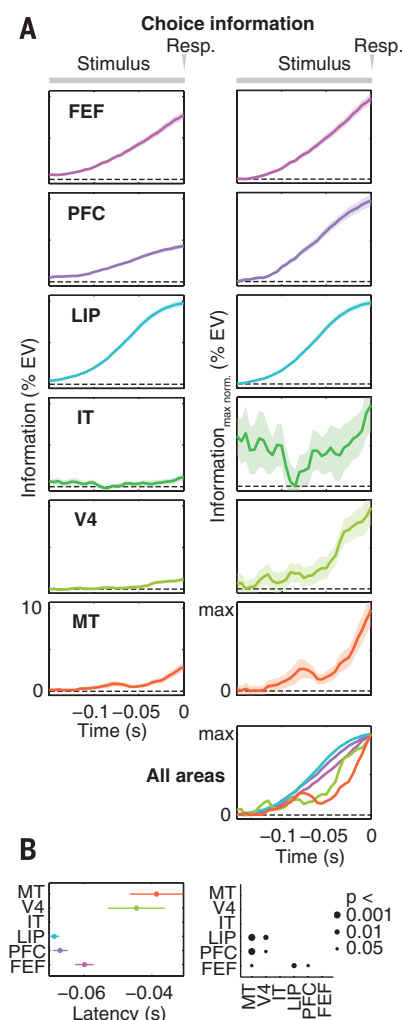 A
Choice information
Resp.
Resp.
Stimulus
Stimulus
FEF
PFC
LIP
IT
V4
MT
Information (% EV)
Information max norm. (% EV)
10
0
max
0
−0.1 −0.05 0
Time (s)
All areas
max
0
−0.1 −0.05 0
Time (s)
B
MT
V4
IT
LIP
PFC
FEF
−0.06 −0.04
Latency (s)
MT
V4
IT
LIP
PFC
FEF
MT
V4
IT
LIP
PFC
FEF
p <
0.001
0.01
0.05